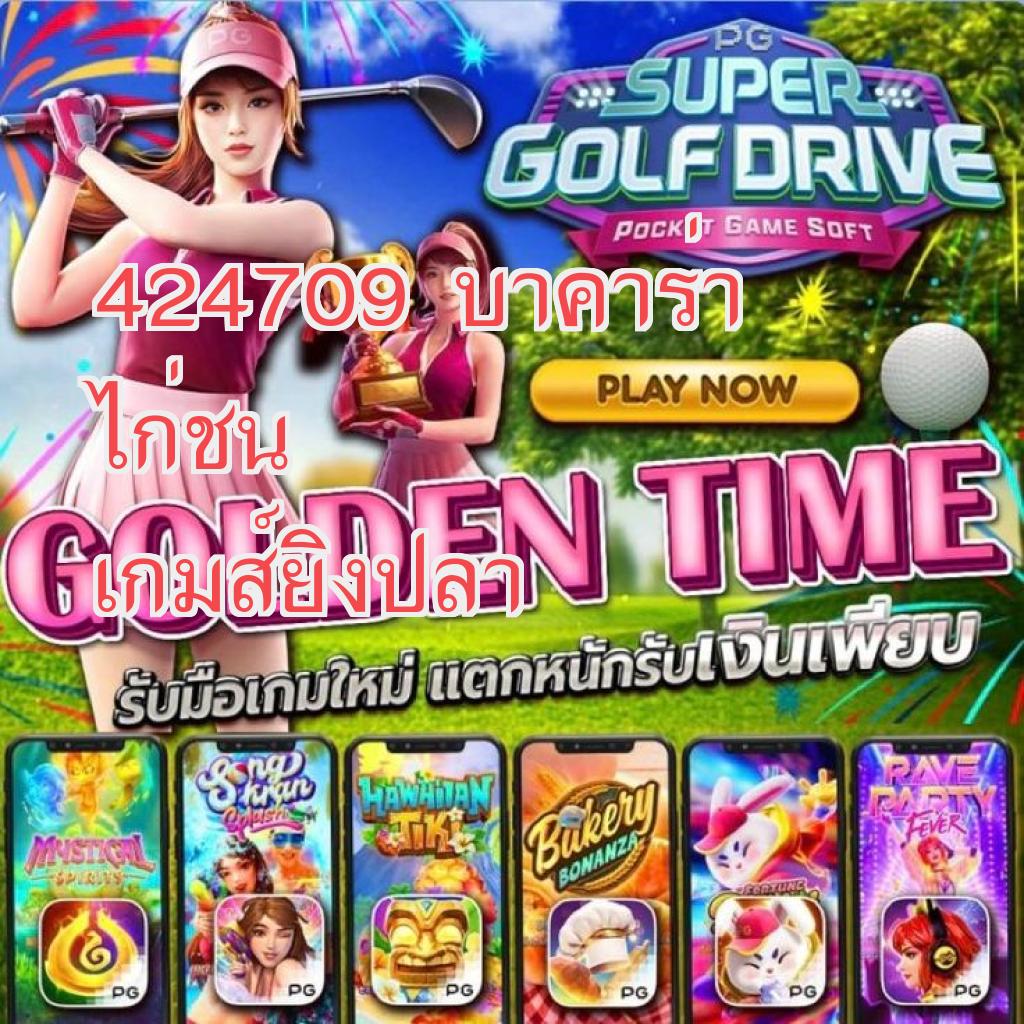 PG
SUPER
GOLF DRIVE
POCKET GAME SOFT
424709 บาคาร่า
PLAY NOW
ไก่ชน
GOLDEN TIME
เกมส์ยิงปลา
รับมือเกมใหม่ แตกหนักรับเงินเพียบ
MYSTICAL
SPIRITS
Songkran
Splush
HAWAIIAN
TIKI
Bakery
BONANZA
FORTUNE
RAVE
PARTY
FEVER
PG
PG
PG
PG
PG
PG